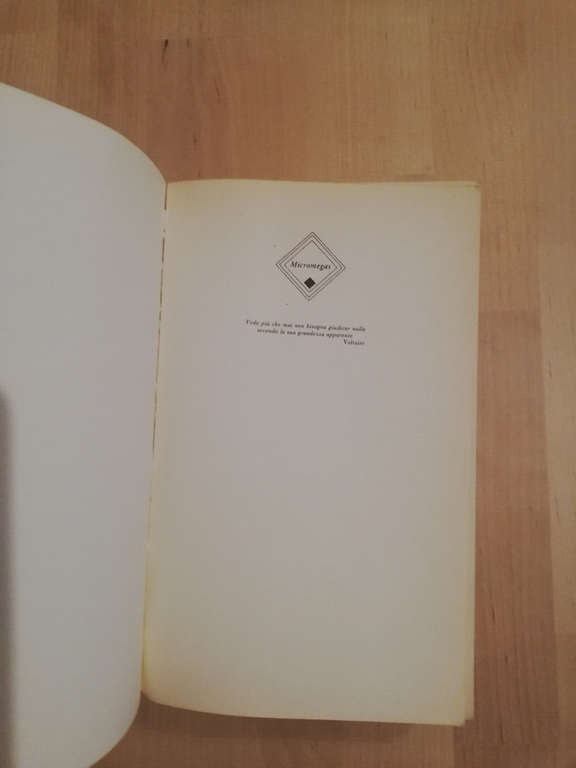 Micromegas
Vedo più che mai non bisogna giudicar nulla
secondo la sua grandezza apparente
Voltaire